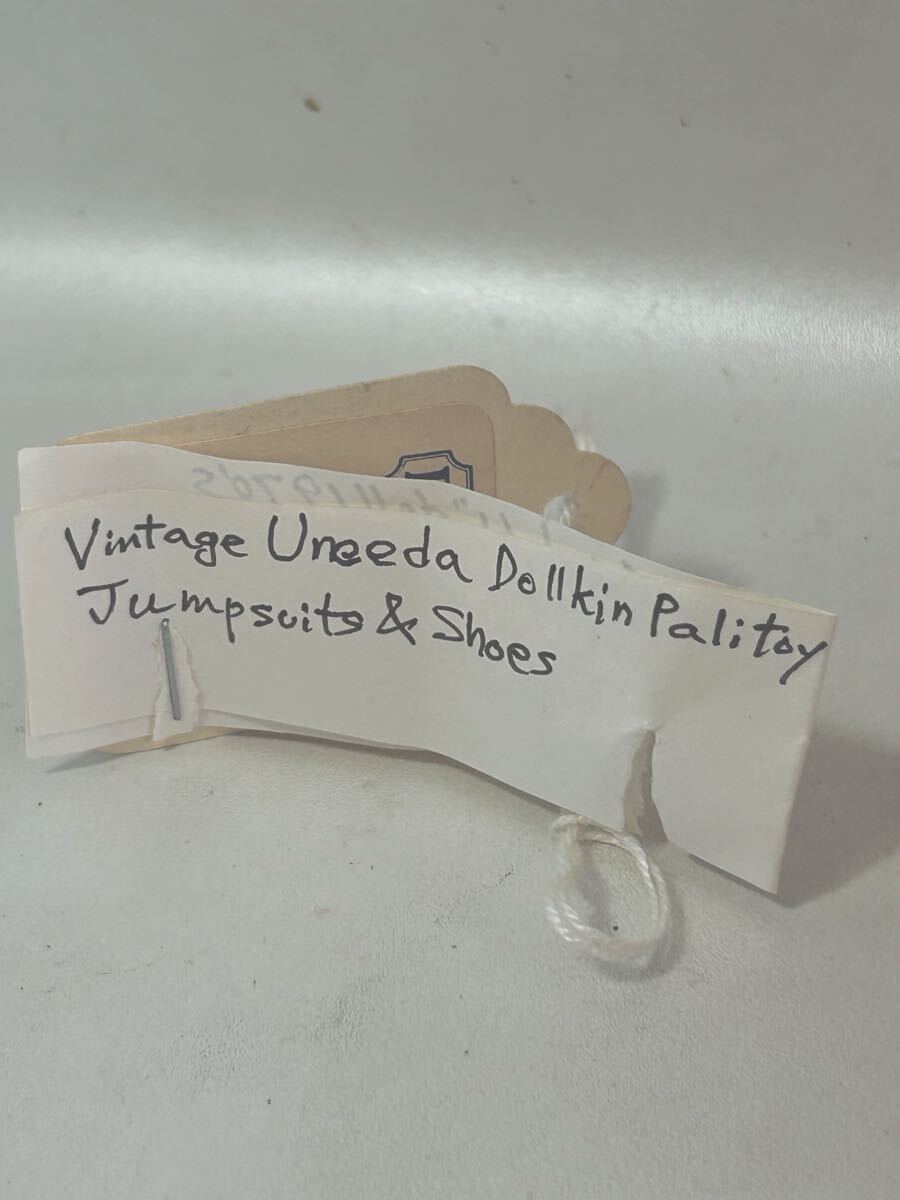 Vintage Uneeda Dollkin Palitoy
Jumpsuits & Shoes